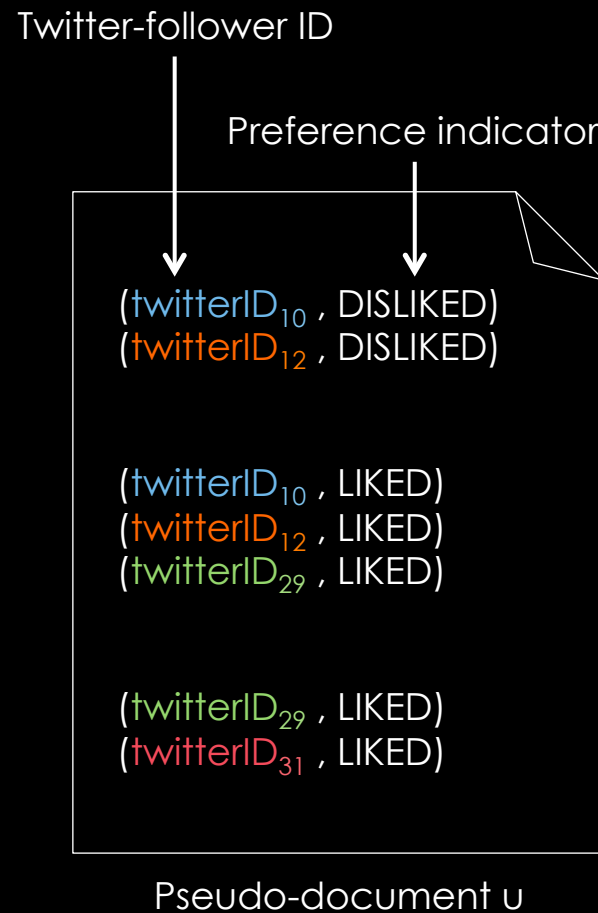 Twitter-follower ID
Preference indicator
(twitterID₁₀ , DISLIKED)
(twitterID₁₂ , DISLIKED)
(twitterID₁₀ , LIKED)
(twitterID₁₂ , LIKED)
(twitterID₂₉ , LIKED)
(twitterID₂₉ , LIKED)
(twitterID₃₁ , LIKED)
Pseudo-document u